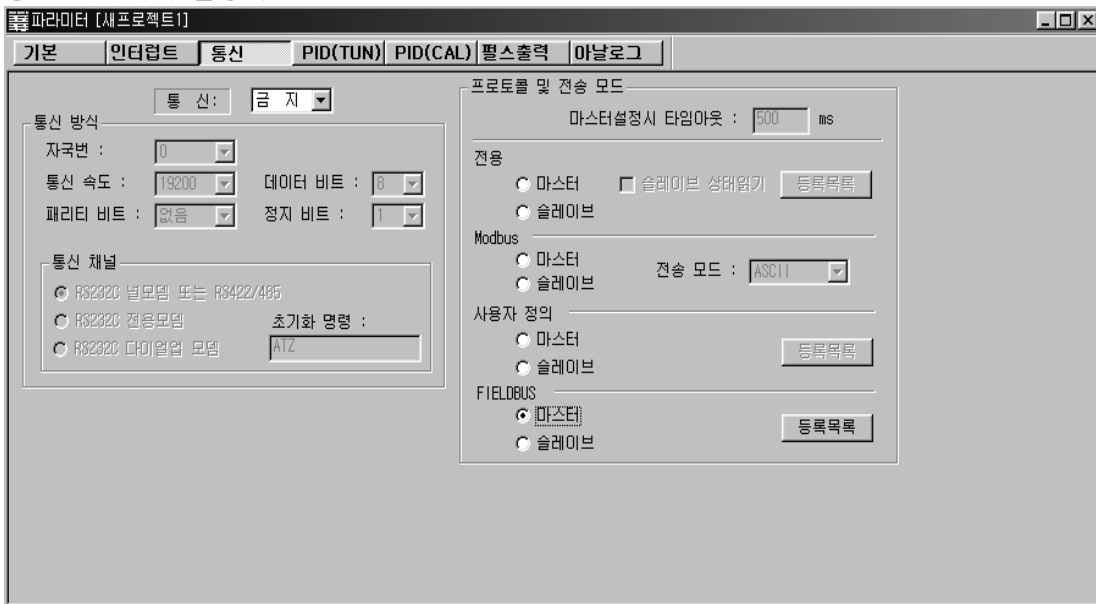 파라미터 [새프로젝트1]
기본 인터럽트 통신 PID(TUN) PID(CAL) 펄스출력 아날로그
통 신: 금 지
통신 방식
자국번 : 0
통신 속도 : 19200 데이터 비트 : 8
패리티 비트 : 없음 정지 비트 : 1
통신 채널
RS232C 널모뎀 또는 RS422/485
RS232C 전용모뎀 초기화 명령 :
RS232C 다이얼업 모뎀 ATZ
프로토콜 및 전송 모드
마스터설정시 타임아웃 : 500 ms
전용
마스터 슬레이브 상태읽기 등록목록
슬레이브
Modbus
마스터 전송 모드 : ASCII
슬레이브
사용자 정의
마스터 등록목록
슬레이브
FIELDBUS
마스터 등록목록
슬레이브